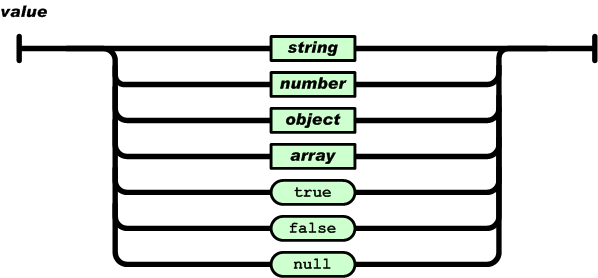 value
string
number
object
array
true
false
null